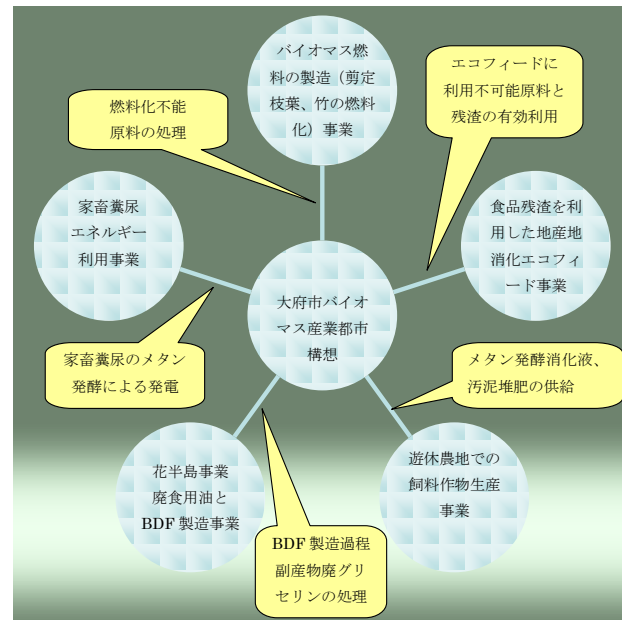 バイオマス燃
料の製造（剪定
枝葉、竹の燃料
化）事業
エコフィードに
利用不可能原料と
残渣の有効利用
燃料化不能
原料の処理
家畜糞尿
エネルギー
利用事業
食品残渣を利
用した地産地
消化エコフィ
ード事業
大府市バイオ
マス産業都市
構想
家畜糞尿のメタン
発酵による発電
メタン発酵消化液、
汚泥堆肥の供給
花半島事業
廃食用油と
BDF 製造事業
遊休農地での
飼料作物生産
事業
BDF 製造過程
副産物廃グリ
セリンの処理